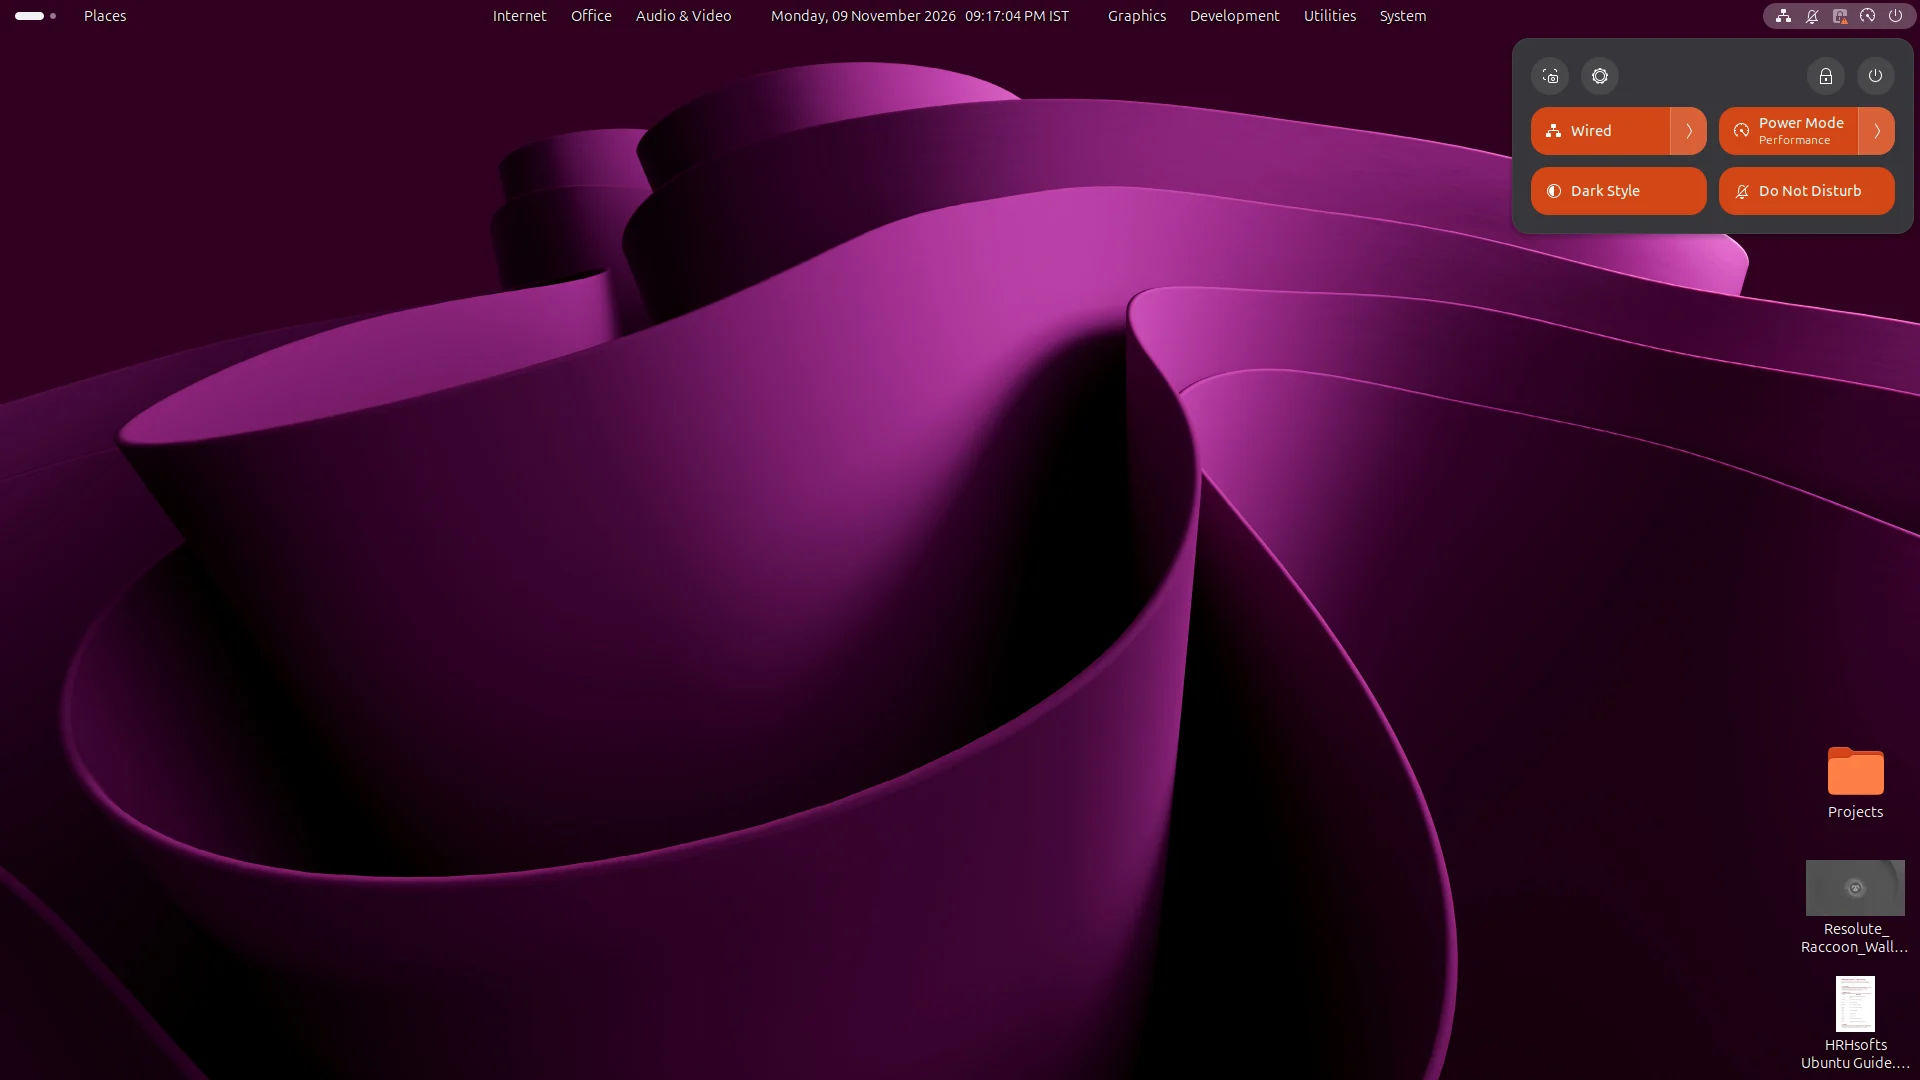 Places
Internet Office Audio & Video Monday, 09 November 2026 09:17:04 PM IST Graphics Development Utilities System
Wired
Power Mode
Performance
Dark Style
Do Not Disturb
Projects
Resolute_
Raccoon_Wall...
HRHsofts
Ubuntu Guide....